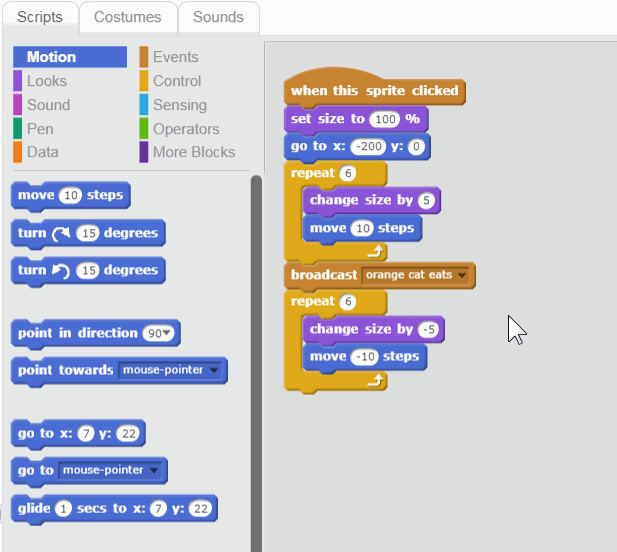 Scripts Costumes Sounds
Motion
Looks
Sound
Pen
Data
Events
Control
Sensing
Operators
More Blocks
move 10 steps
turn 15 degrees
turn 15 degrees
point in direction 90
point towards mouse-pointer
go to x: 7 y: 22
go to mouse-pointer
glide 1 secs to x: 7 y: 22
when this sprite clicked
set size to 100 %
go to x: -200 y: 0
repeat 6
change size by 5
move 10 steps
broadcast orange cat eats
repeat 6
change size by -5
move -10 steps